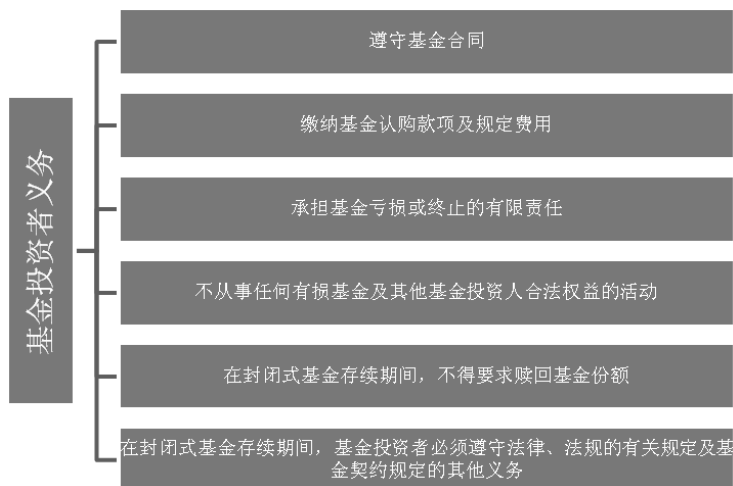 基金投资者义务
遵守基金合同
缴纳基金认购款项及规定费用
承担基金亏损或终止的有限责任
不从事任何有损基金及其他基金投资人合法权益的活动
在封闭式基金存续期间，不得要求赎回基金份额
在封闭式基金存续期间，基金投资者必须遵守法律、法规的有关规定及基
金契约规定的其他义务